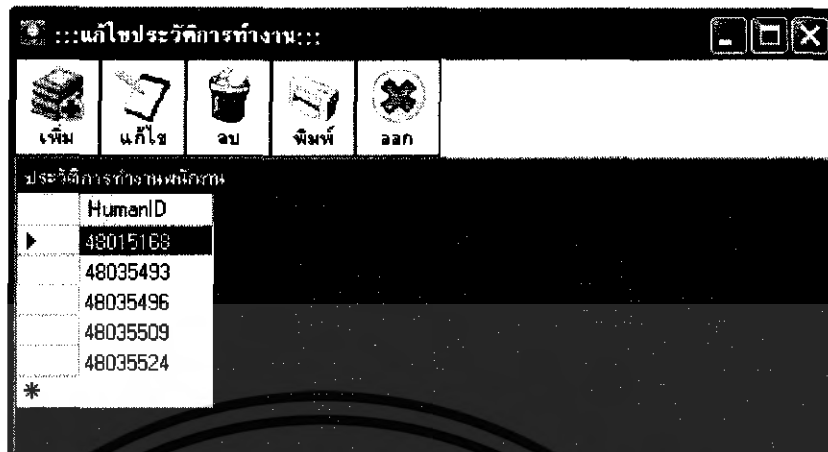 :::แก้ไขประวัติการทำงาน:::
เพิ่ม แก้ไข ลบ พิมพ์ ออก
ประวัติการทำงานพนักงาน
HumanID
48015168
48035493
48035496
48035509
48035524
*